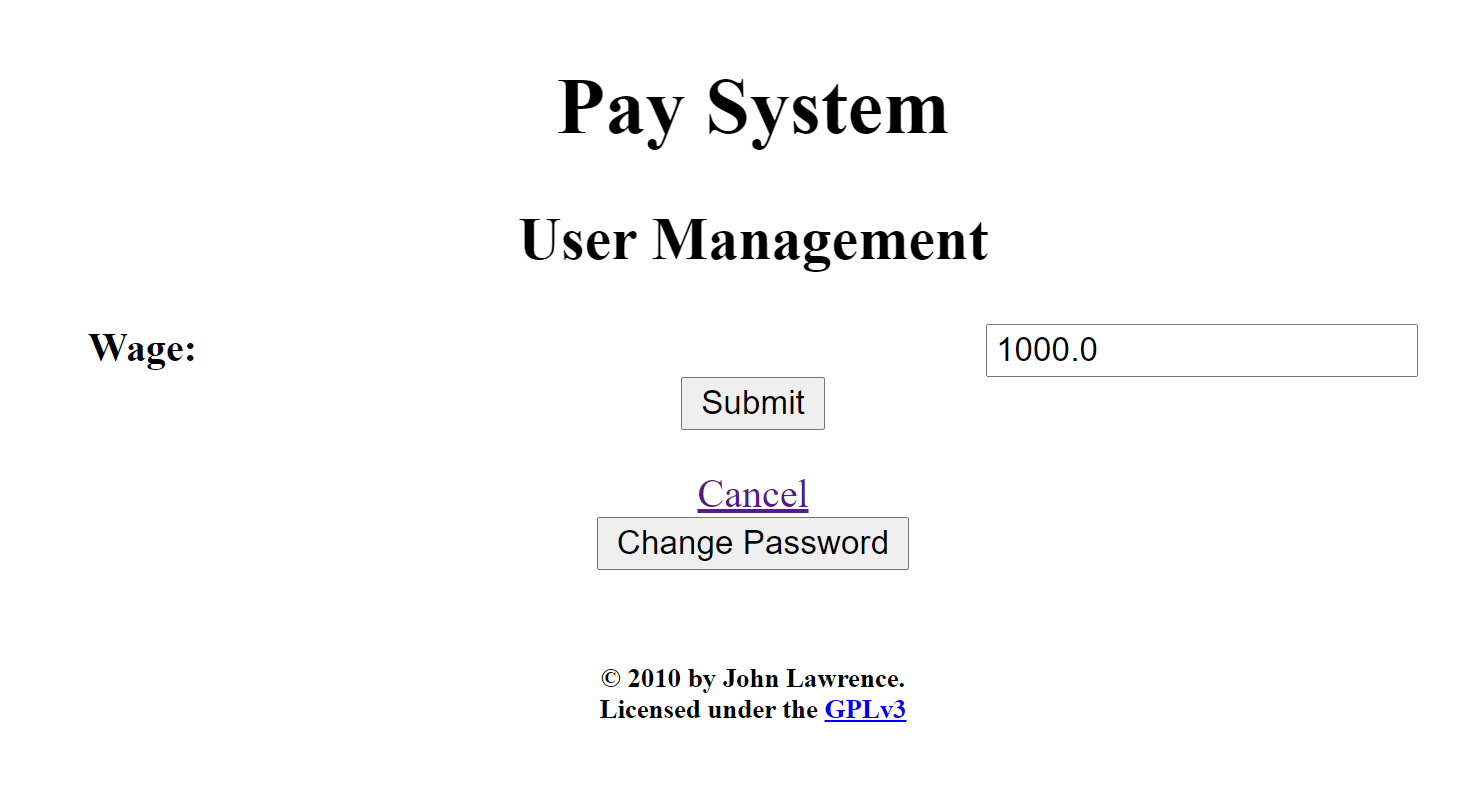 Pay System
User Management
Wage: 1000.0
Submit
Cancel
Change Password
© 2010 by John Lawrence.
Licensed under the GPLv3